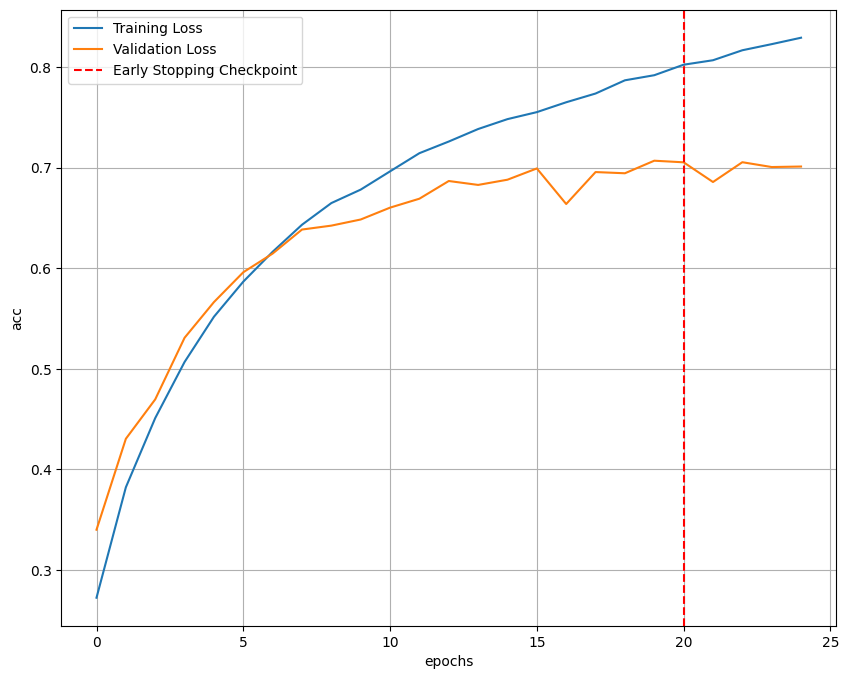 Training Loss
Validation Loss
Early Stopping Checkpoint
0.8
0.7
0.6
0.5
0.4
0.3
acc
0 5 10 15 20 25
epochs